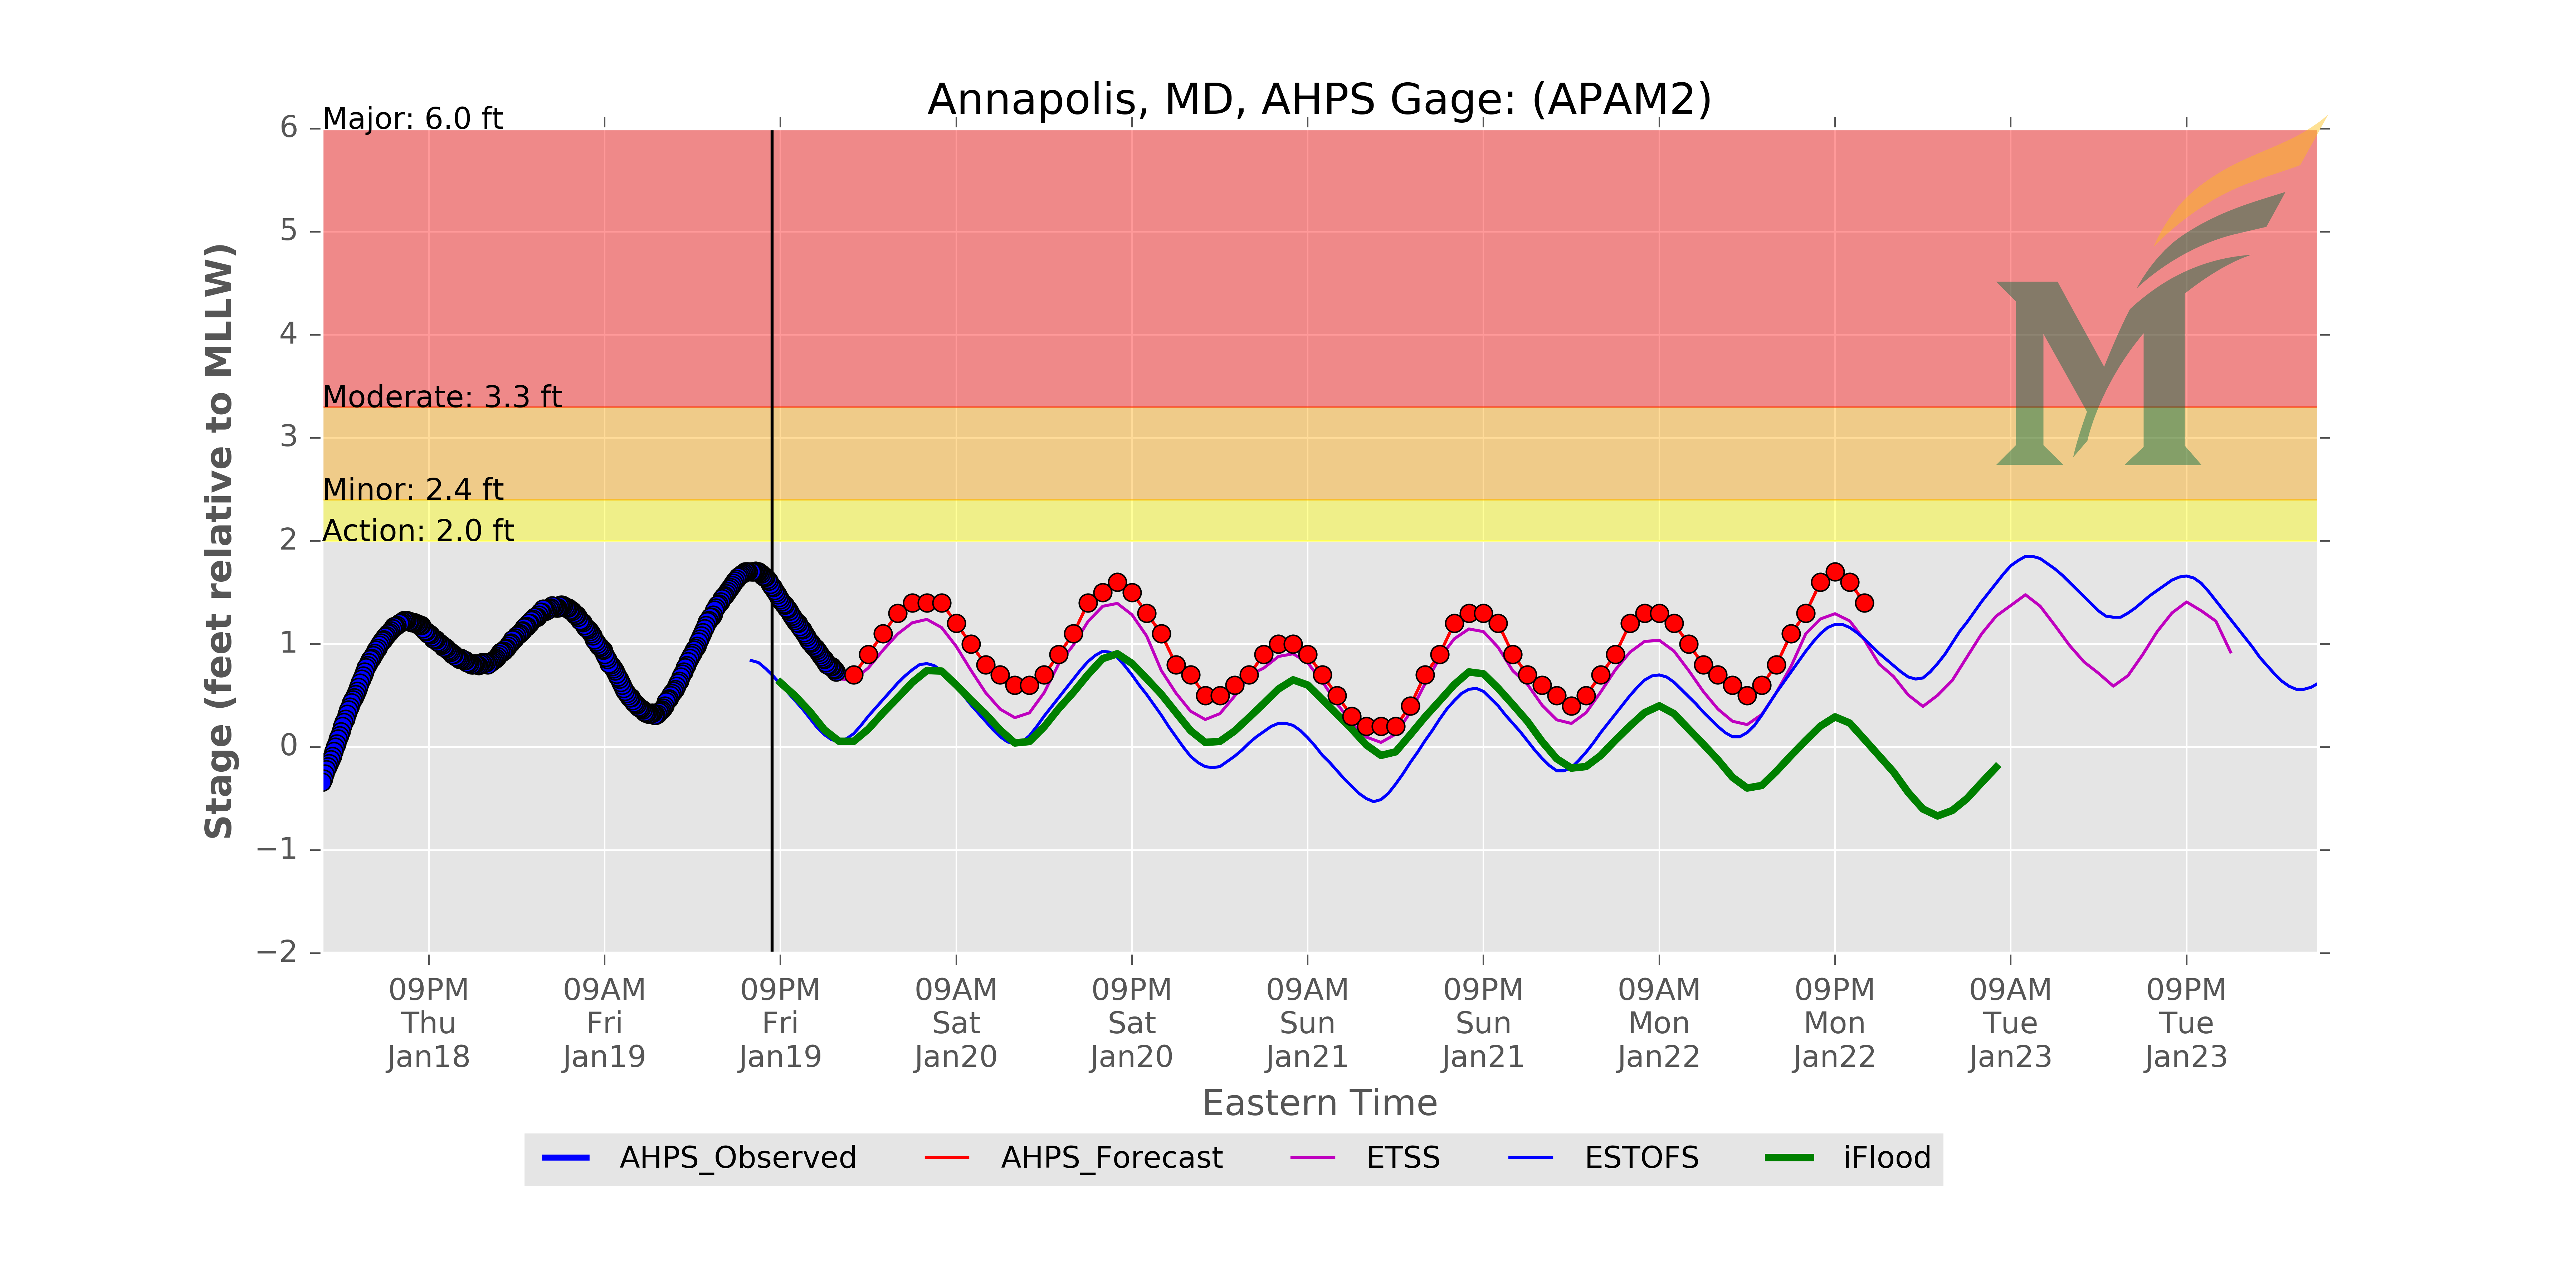 Annapolis, MD, AHPS Gage: (APAM2)
Major: 6.0 ft
Moderate: 3.3 ft
Minor: 2.4 ft
Action: 2.0 ft
6
5
4
3
2
1
0
−1
−2
Stage (feet relative to MLLW)
09PM 09AM 09PM 09AM 09PM 09AM 09PM 09AM 09PM 09AM 09PM
Thu Fri Fri Sat Sat Sun Sun Mon Mon Tue Tue
Jan18 Jan19 Jan19 Jan20 Jan20 Jan21 Jan21 Jan22 Jan22 Jan23 Jan23
Eastern Time
AHPS_Observed AHPS_Forecast ETSS ESTOFS iFlood
M